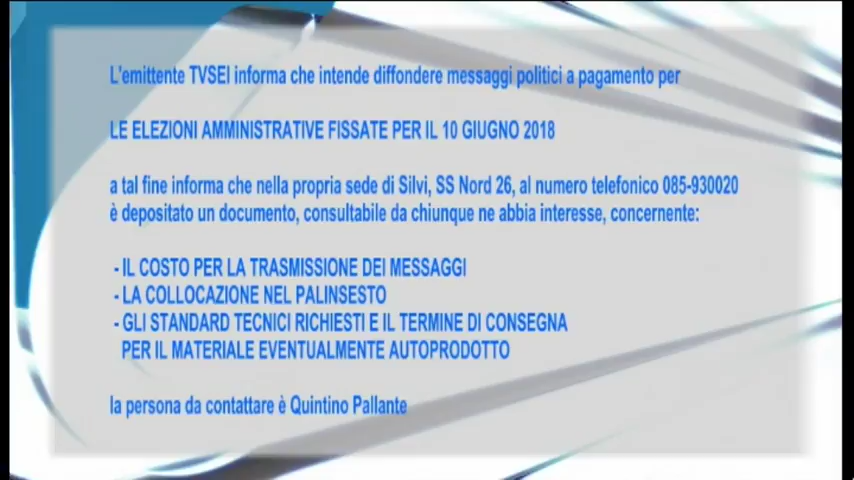 L'emittente TVSEI informa che intende diffondere messaggi politici a pagamento per
LE ELEZIONI AMMINISTRATIVE FISSATE PER IL 10 GIUGNO 2018
a tal fine informa che nella propria sede di Silvi, SS Nord 26, al numero telefonico 085-930020
è depositato un documento, consultabile da chiunque ne abbia interesse, concernente:
- IL COSTO PER LA TRASMISSIONE DEI MESSAGGI
- LA COLLOCAZIONE NEL PALINSESTO
- GLI STANDARD TECNICI RICHIESTI E IL TERMINE DI CONSEGNA
PER IL MATERIALE EVENTUALMENTE AUTOPRODOTTO
la persona da contattare è Quintino Pallante